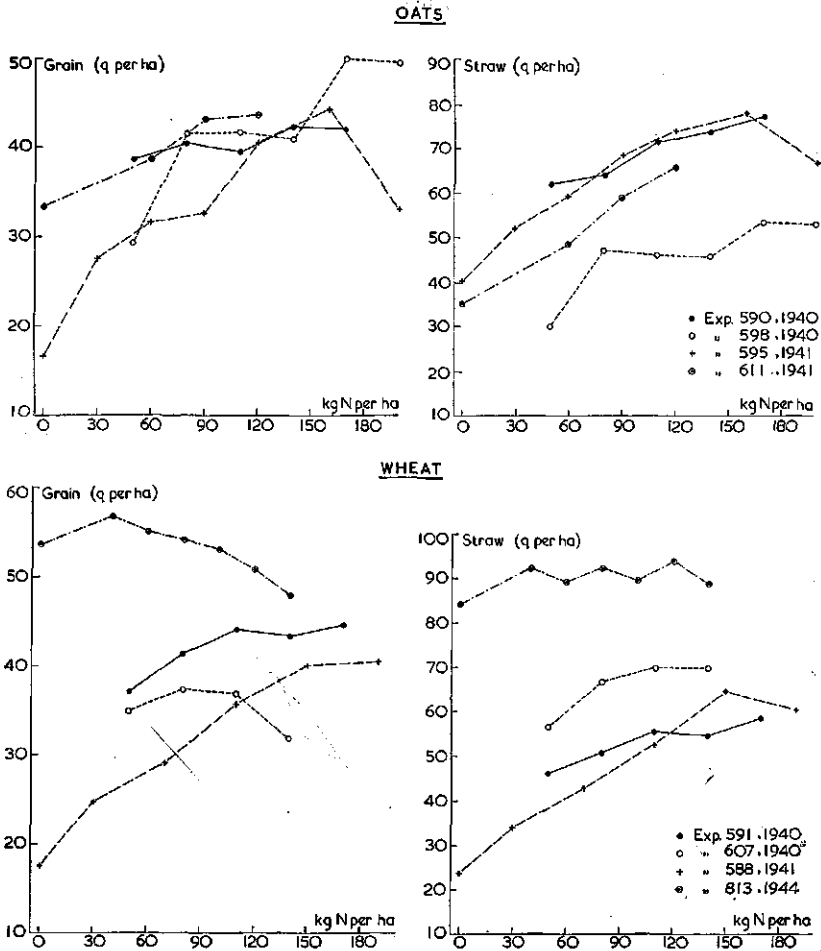 OATS
Grain (q per ha)
50
40
30
20
10
0 30 60 90 120 150 180
kg N per ha
Straw (q per ha)
90
80
70
60
50
40
30
20
10
0 30 60 90 120 150 180
kg N per ha
Exp. 590, 1940
" 598, 1940
" 595, 1941
" 611, 1941
WHEAT
Grain (q per ha)
60
50
40
30
20
10
0 30 60 90 120 150 180
kg N per ha
Straw (q per ha)
100
90
80
70
60
50
40
30
20
10
0 30 60 90 120 150 180
kg N per ha
Exp. 591, 1940
" 607, 1940
" 588, 1941
" 813, 1944